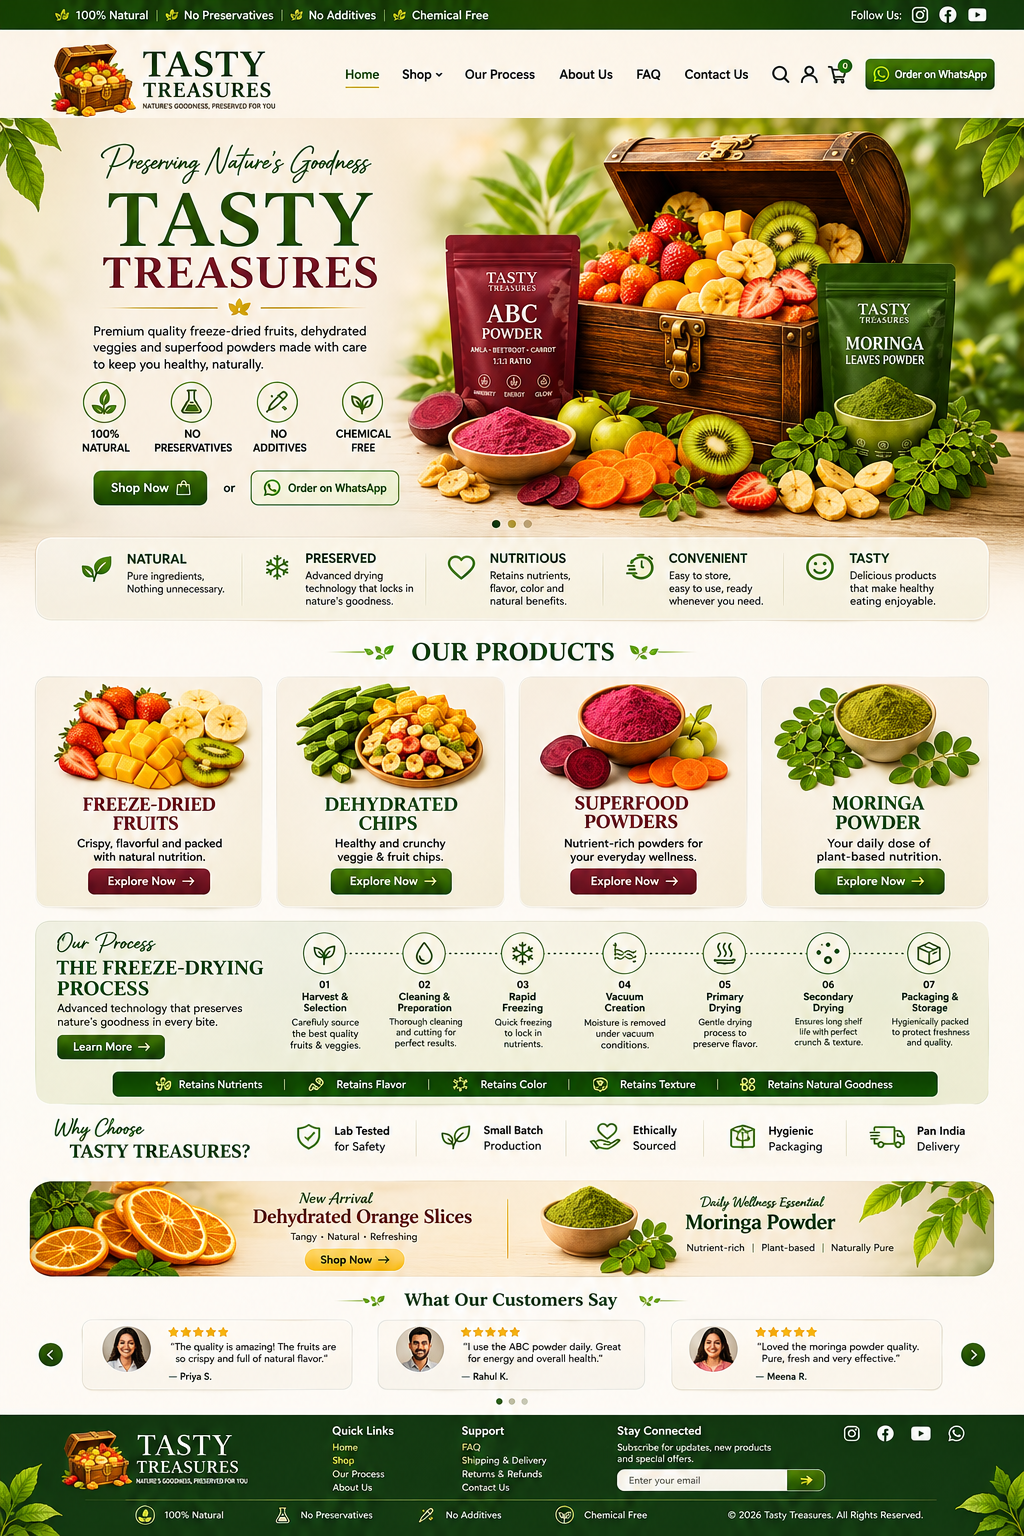 100% Natural | No Preservatives | No Additives | Chemical Free
Follow Us:
TASTY
TREASURES
NATURE'S GOODNESS, PRESERVED FOR YOU
Home Shop Our Process About Us FAQ Contact Us
0
Order on WhatsApp
Preserving Nature's Goodness
TASTY
TREASURES
Premium quality freeze-dried fruits, dehydrated
veggies and superfood powders made with care
to keep you healthy, naturally.
100%
NATURAL
NO
PRESERVATIVES
NO
ADDITIVES
CHEMICAL
FREE
Shop Now or Order on WhatsApp
TASTY
TREASURES
ABC
POWDER
AMLA • BEETROOT • CARROT
1:1:1 RATIO
IMMUNITY ENERGY GLOW
TASTY
TREASURES
MORINGA
LEAVES POWDER
NATURAL
Pure ingredients,
Nothing unnecessary.
PRESERVED
Advanced drying
technology that locks in
nature's goodness.
NUTRITIOUS
Retains nutrients,
flavor, color and
natural benefits.
CONVENIENT
Easy to store,
easy to use, ready
whenever you need.
TASTY
Delicious products
that make healthy
eating enjoyable.
OUR PRODUCTS
FREEZE-DRIED
FRUITS
Crispy, flavorful and packed
with natural nutrition.
Explore Now
DEHYDRATED
CHIPS
Healthy and crunchy
veggie & fruit chips.
Explore Now
SUPERFOOD
POWDERS
Nutrient-rich powders for
your everyday wellness.
Explore Now
MORINGA
POWDER
Your daily dose of
plant-based nutrition.
Explore Now
Our Process
THE FREEZE-DRYING
PROCESS
Advanced technology that preserves
nature's goodness in every bite.
Learn More
01
Harvest &
Selection
Carefluly source
the best quality
fruits & veggies.
02
Cleaning &
Preporation
Thorough cleaning
and cutting for
perfect results.
03
Rapid
Freezing
Quick freezing
to lock in
nutrients.
04
Vacuum
Creation
Moisture is removed
under vacuum
conditions.
05
Primary
Drying
Gentle drying
process to
preserve flavor.
06
Secondary
Drying
Ensures long shelf
life with perfect
crunch & texture.
07
Packaging &
Storage
Hygienically packed
to protect freshness
and quality.
Retains Nutrients | Retains Flavor | Retains Color | Retains Texture | Retains Natural Goodness
Why Choose
TASTY TREASURES?
Lab Tested
for Safety
Small Batch
Production
Ethically
Sourced
Hygienic
Packaging
Pan India
Delivery
New Arrival
Dehydrated Orange Slices
Tangy • Natural • Refreshing
Shop Now
Daily Wellness Essential
Moringa Powder
Nutrient-rich | Plant-based | Naturally Pure
What Our Customers Say
"The quality is amazing! The fruits are
so crispy and full of natural flavor."
— Priya S.
"I use the ABC powder daily. Great
for energy and overall health."
— Rahul K.
"Loved the moringa powder quality.
Pure, fresh and very effective."
— Meena R.
TASTY
TREASURES
NATURE'S GOODNESS, PRESERVED FOR YOU
Quick Links
Home
Shop
Our Process
About Us
Support
FAQ
Shipping & Delivery
Returns & Refunds
Contact Us
Stay Connected
Subscribe for updates, new products
and special offers.
Enter your email
100% Natural
No Preservatives
No Additives
Chemical Free
© 2026 Tasty Treasures. All Rights Reserved.